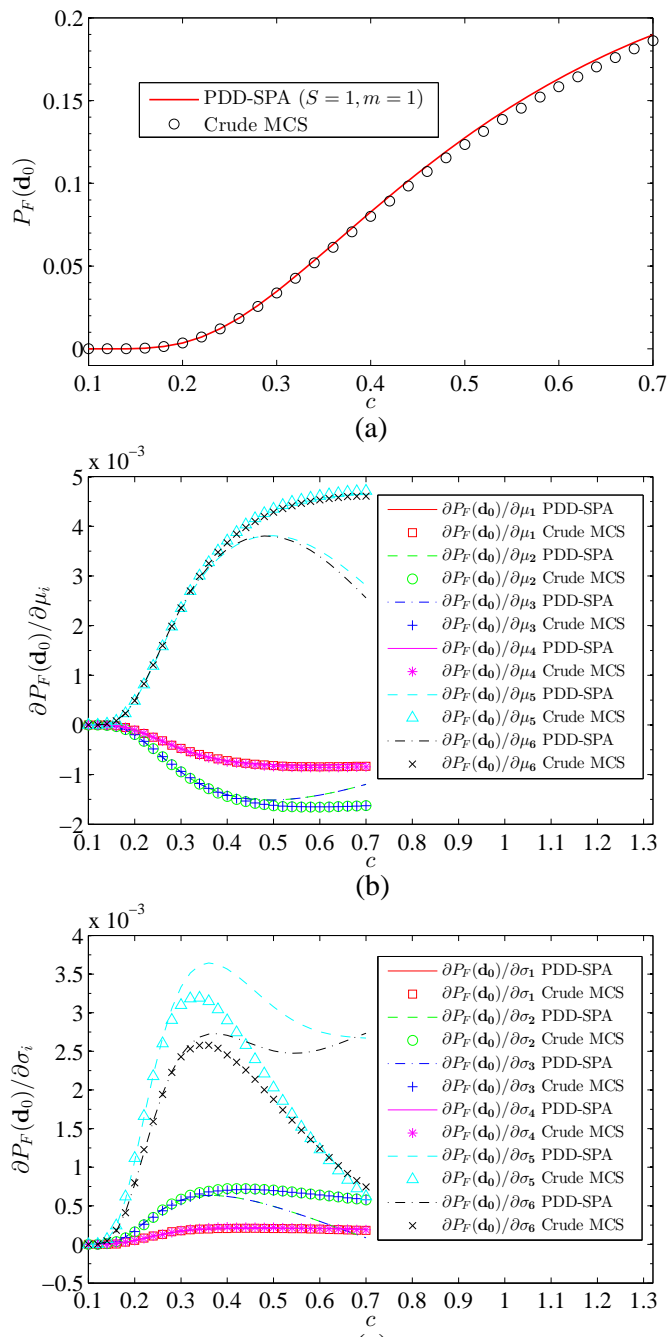 0.2
0.15
0.1
0.05
0
P_F(d_0)
PDD-SPA (S = 1, m = 1)
Crude MCS
0.1 0.2 0.3 0.4 0.5 0.6 0.7
c
(a)
x 10^−3
5
4
3
2
1
0
−1
−2
∂P_F(d_0)/∂μ_i
∂P_F(d_0)/∂μ_1 PDD-SPA
∂P_F(d_0)/∂μ_1 Crude MCS
∂P_F(d_0)/∂μ_2 PDD-SPA
∂P_F(d_0)/∂μ_2 Crude MCS
∂P_F(d_0)/∂μ_3 PDD-SPA
∂P_F(d_0)/∂μ_3 Crude MCS
∂P_F(d_0)/∂μ_4 PDD-SPA
∂P_F(d_0)/∂μ_4 Crude MCS
∂P_F(d_0)/∂μ_5 PDD-SPA
∂P_F(d_0)/∂μ_5 Crude MCS
∂P_F(d_0)/∂μ_6 PDD-SPA
∂P_F(d_0)/∂μ_6 Crude MCS
0.1 0.2 0.3 0.4 0.5 0.6 0.7 0.8 0.9 1 1.1 1.2 1.3
c
(b)
x 10^−3
4
3.5
3
2.5
2
1.5
1
0.5
0
−0.5
∂P_F(d_0)/∂σ_i
∂P_F(d_0)/∂σ_1 PDD-SPA
∂P_F(d_0)/∂σ_1 Crude MCS
∂P_F(d_0)/∂σ_2 PDD-SPA
∂P_F(d_0)/∂σ_2 Crude MCS
∂P_F(d_0)/∂σ_3 PDD-SPA
∂P_F(d_0)/∂σ_3 Crude MCS
∂P_F(d_0)/∂σ_4 PDD-SPA
∂P_F(d_0)/∂σ_4 Crude MCS
∂P_F(d_0)/∂σ_5 PDD-SPA
∂P_F(d_0)/∂σ_5 Crude MCS
∂P_F(d_0)/∂σ_6 PDD-SPA
∂P_F(d_0)/∂σ_6 Crude MCS
0.1 0.2 0.3 0.4 0.5 0.6 0.7 0.8 0.9 1 1.1 1.2 1.3
c